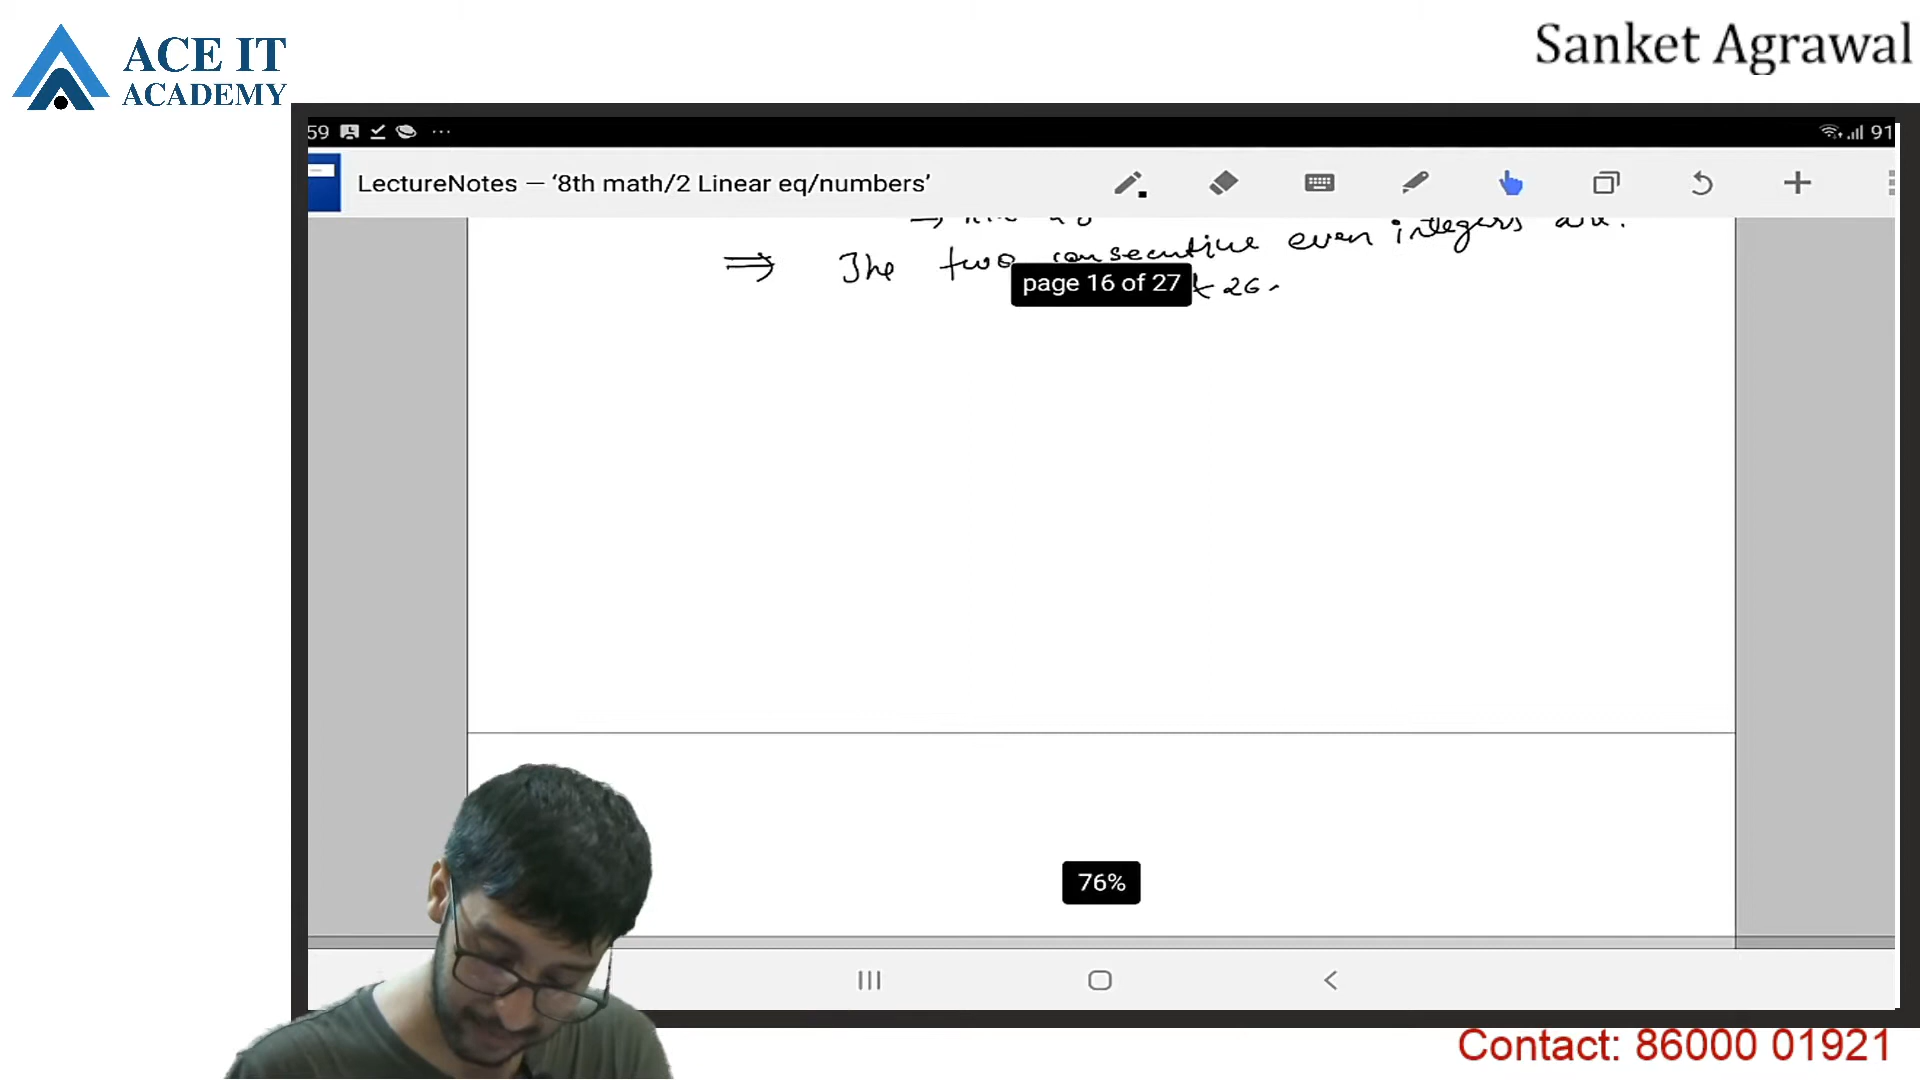 ACE IT
ACADEMY
Sanket Agrawal
59 ... 91
LectureNotes — ‘8th math/2 Linear eq/numbers’
⇒ The two consecutive even integers are.
page 16 of 27
26.
76%
Contact: 86000 01921